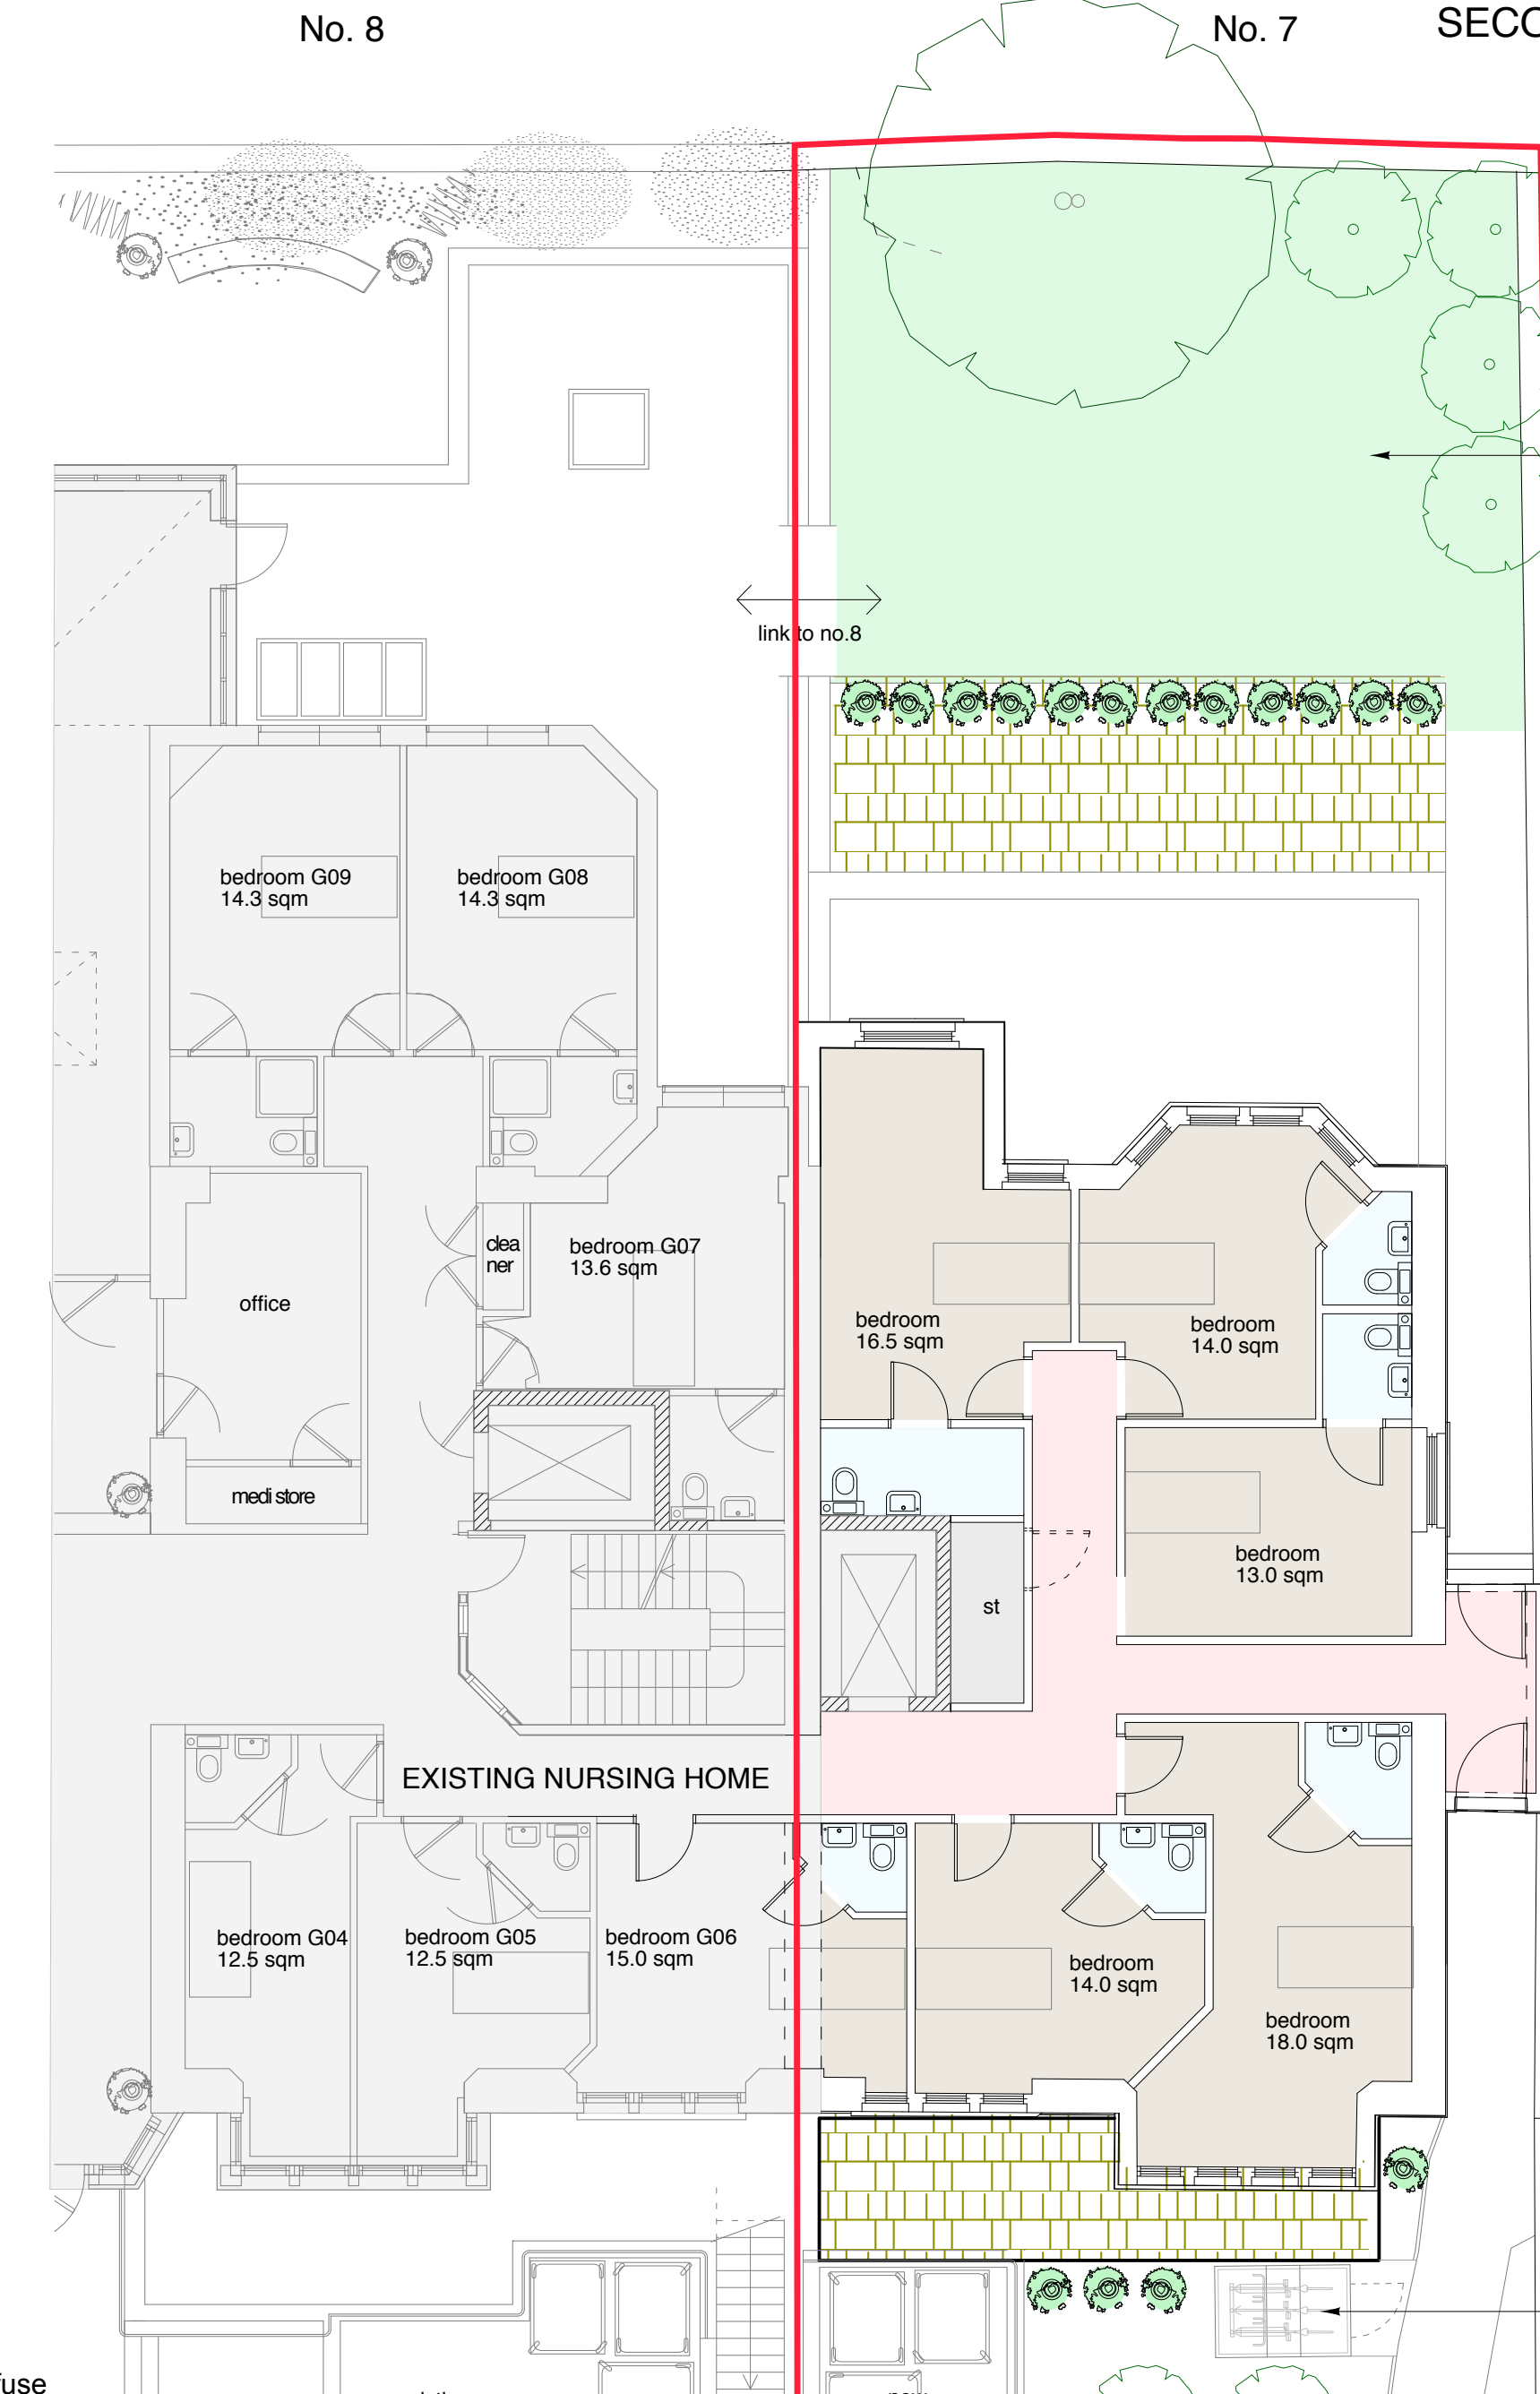 No. 8
No. 7
link to no.8
bedroom G09
14.3 sqm
bedroom G08
14.3 sqm
clea
ner
bedroom G07
13.6 sqm
office
bedroom
16.5 sqm
bedroom
14.0 sqm
medi store
bedroom
13.0 sqm
st
EXISTING NURSING HOME
bedroom G04
12.5 sqm
bedroom G05
12.5 sqm
bedroom G06
15.0 sqm
bedroom
14.0 sqm
bedroom
18.0 sqm